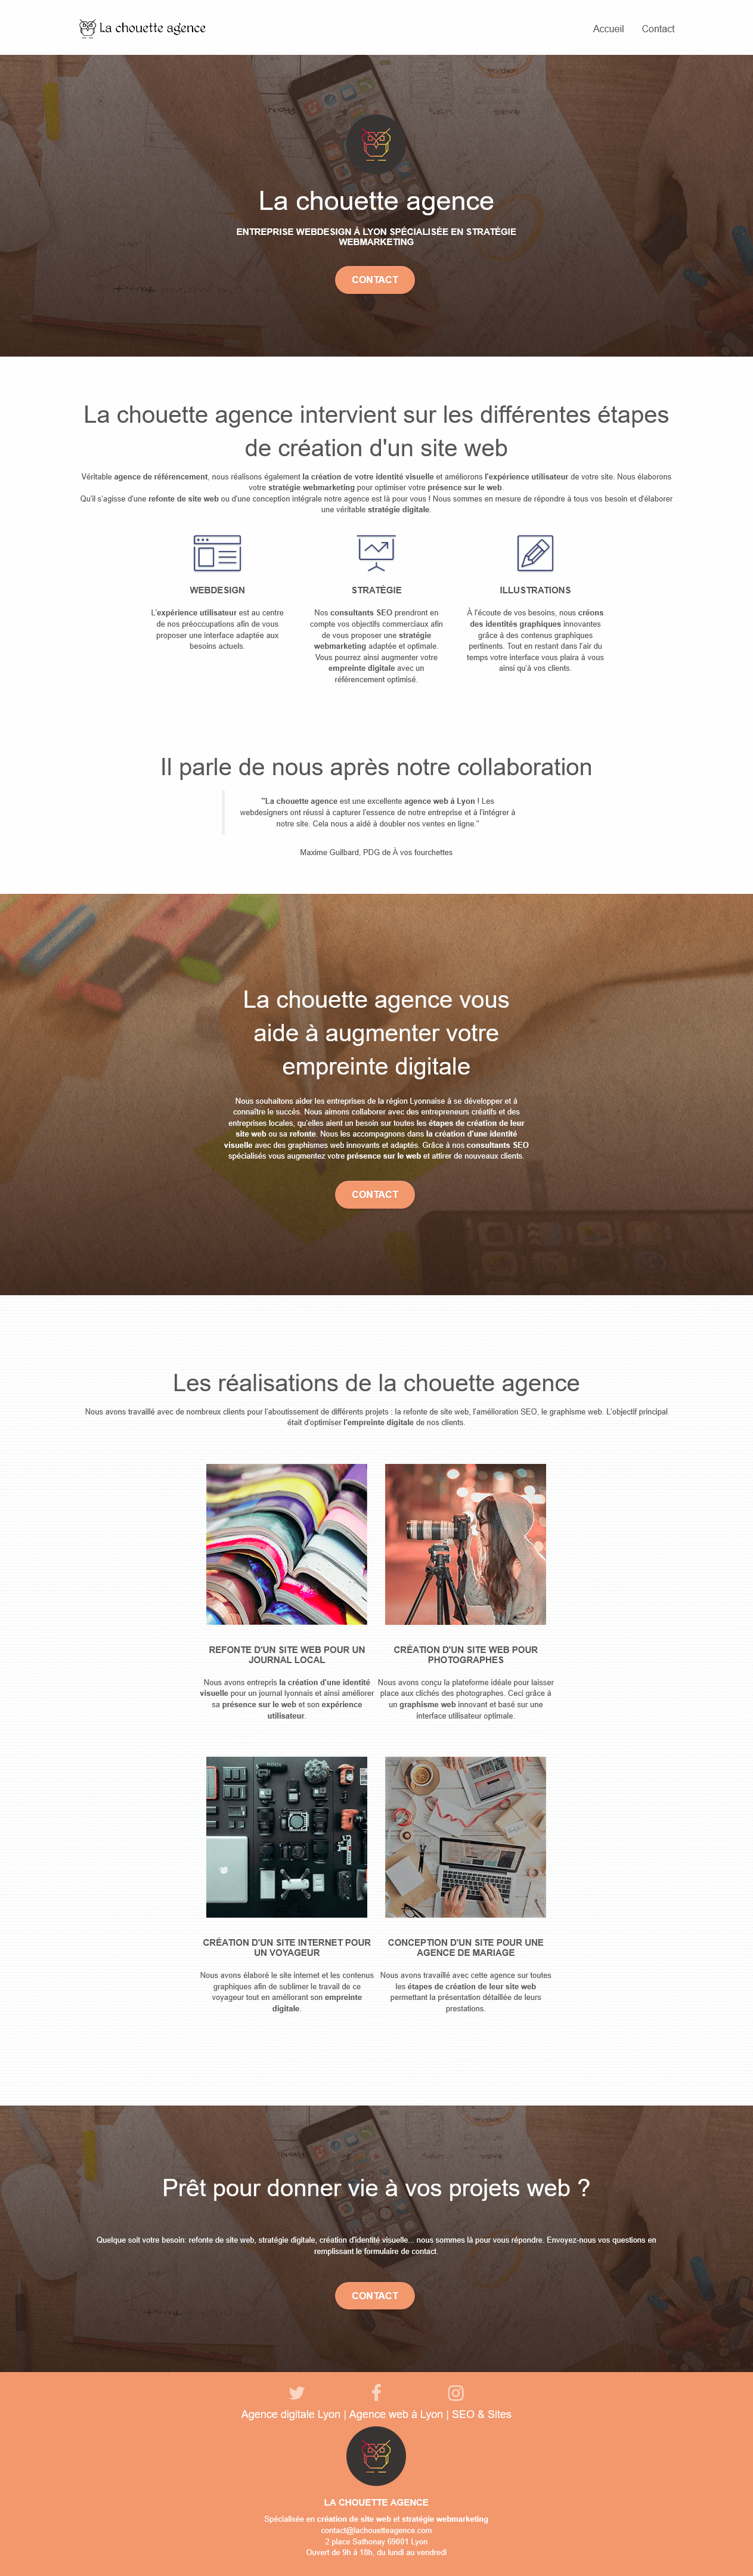 La chouette agence
Accueil
Contact
La chouette agence
ENTREPRISE WEBDESIGN À LYON SPÉCIALISÉE EN STRATÉGIE
WEBMARKETING
CONTACT
La chouette agence intervient sur les différentes étapes
de création d'un site web
Véritable agence de référencement, nous réalisons également la création de votre identité visuelle et améliorons l'expérience utilisateur de votre site. Nous élaborons
votre stratégie webmarketing pour optimiser votre présence sur le web.
Qu'il s'agisse d'une refonte de site web ou d'une conception intégrale notre agence est là pour vous ! Nous sommes en mesure de répondre à tous vos besoin et d'élaborer
une véritable stratégie digitale.
WEBDESIGN
L'expérience utilisateur est au centre
de nos préoccupations afin de vous
proposer une interface adaptée aux
besoins actuels.
STRATÉGIE
Nos consultants SEO prendront en
compte vos objectifs commerciaux afin
de vous proposer une stratégie
webmarketing adaptée et optimale.
Vous pourrez ainsi augmenter votre
empreinte digitale avec un
référencement optimisé.
ILLUSTRATIONS
À l'écoute de vos besoins, nous créons
des identités graphiques innovantes
grâce à des contenus graphiques
pertinents. Tout en restant dans l'air du
temps votre interface vous plaira à vous
ainsi qu'à vos clients.
Il parle de nous après notre collaboration
"La chouette agence est une excellente agence web à Lyon ! Les
webdesigners ont réussi à capturer l'essence de notre entreprise et à l'intégrer à
notre site. Cela nous a aidé à doubler nos ventes en ligne."
Maxime Guilbard, PDG de À vos fourchettes
La chouette agence vous
aide à augmenter votre
empreinte digitale
Nous souhaitons aider les entreprises de la région Lyonnaise à se développer et à
connaître le succès. Nous aimons collaborer avec des entrepreneurs créatifs et des
entreprises locales, qu'elles aient un besoin sur toutes les étapes de création de leur
site web ou sa refonte. Nous les accompagnons dans la création d'une identité
visuelle avec des graphismes web innovants et adaptés. Grâce à nos consultants SEO
spécialisés vous augmentez votre présence sur le web et attirer de nouveaux clients.
CONTACT
Les réalisations de la chouette agence
Nous avons travaillé avec de nombreux clients pour l'aboutissement de différents projets : la refonte de site web, l'amélioration SEO, le graphisme web. L'objectif principal
était d'optimiser l'empreinte digitale de nos clients.
REFONTE D'UN SITE WEB POUR UN
JOURNAL LOCAL
Nous avons entrepris la création d'une identité
visuelle pour un journal lyonnais et ainsi améliorer
sa présence sur le web et son expérience
utilisateur.
CRÉATION D'UN SITE WEB POUR
PHOTOGRAPHES
Nous avons conçu la plateforme idéale pour laisser
place aux clichés des photographes. Ceci grâce à
un graphisme web innovant et basé sur une
interface utilisateur optimale.
CRÉATION D'UN SITE INTERNET POUR
UN VOYAGEUR
Nous avons élaboré le site internet et les contenus
graphiques afin de sublimer le travail de ce
voyageur tout en améliorant son empreinte
digitale.
CONCEPTION D'UN SITE POUR UNE
AGENCE DE MARIAGE
Nous avons travaillé avec cette agence sur toutes
les étapes de création de leur site web
permettant la présentation détaillée de leurs
prestations.
Prêt pour donner vie à vos projets web ?
Quelque soit votre besoin: refonte de site web, stratégie digitale, création d'identité visuelle... nous sommes là pour vous répondre. Envoyez-nous vos questions en
remplissant le formulaire de contact.
CONTACT
Agence digitale Lyon | Agence web à Lyon | SEO & Sites
LA CHOUETTE AGENCE
Spécialisée en création de site web et stratégie webmarketing
contact@lachouetteagence.com
2 place Sathonay 69001 Lyon
Ouvert de 9h à 18h, du lundi au vendredi